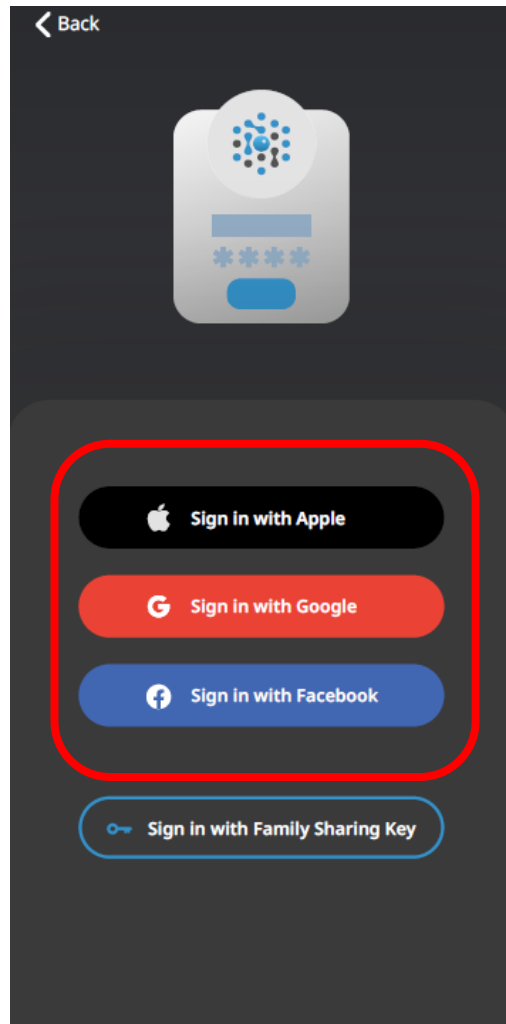 Back
****
Sign in with Apple
Sign in with Google
Sign in with Facebook
Sign in with Family Sharing Key